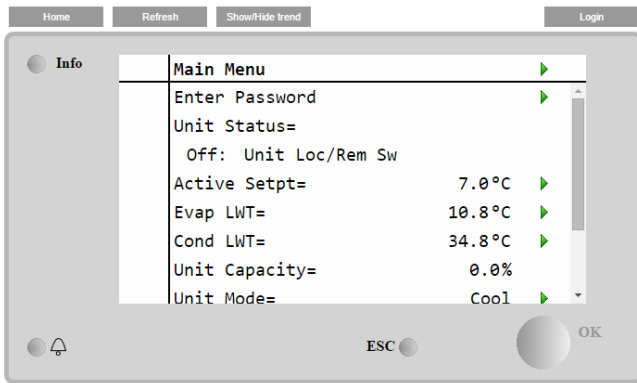 Home Refresh Show/Hide trend Login
Info
Main Menu
Enter Password
Unit Status=
Off: Unit Loc/Rem Sw
Active Setpt= 7.0°C
Evap LWT= 10.8°C
Cond LWT= 34.8°C
Unit Capacity= 0.0%
Unit Mode= Cool
ESC OK